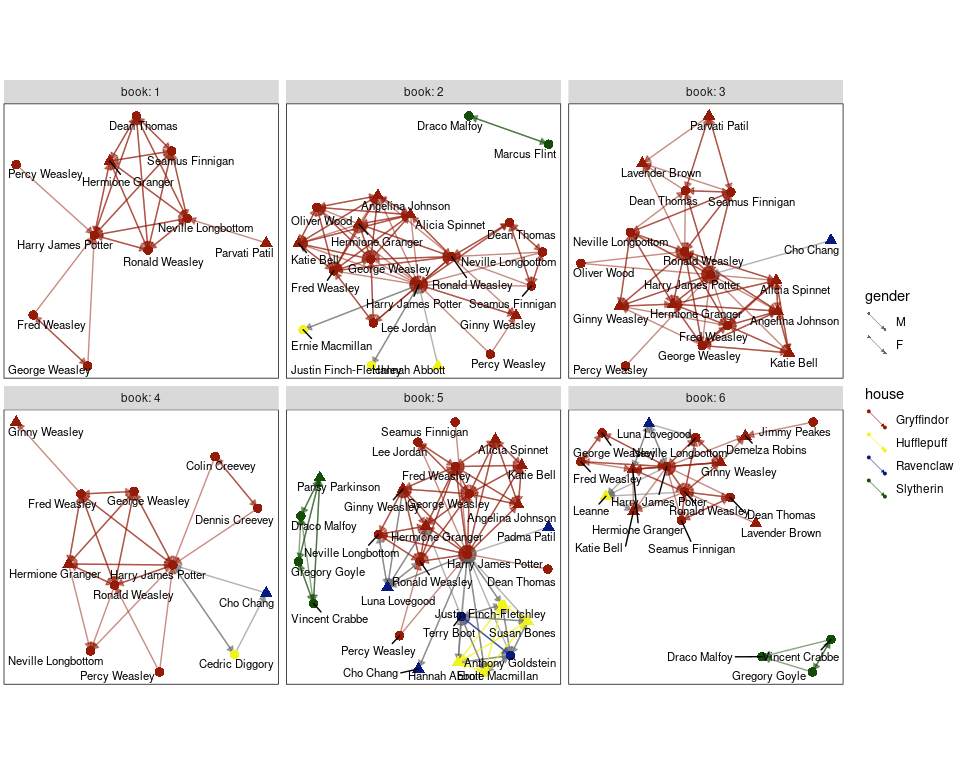 book: 1
book: 2
book: 3
Dean Thomas
Seamus Finnigan
Percy Weasley
Hermione Granger
Neville Longbottom
Harry James Potter
Parvati Patil
Ronald Weasley
Fred Weasley
George Weasley
Draco Malfoy
Marcus Flint
Angelina Johnson
Oliver Wood
Alicia Spinnet
Dean Thomas
Hermione Granger
Katie Bell
Neville Longbottom
George Weasley
Fred Weasley
Ronald Weasley
Harry James Potter
Seamus Finnigan
Lee Jordan
Ginny Weasley
Ernie Macmillan
Percy Weasley
Justin Finch-Fletchley
Hannah Abbott
Parvati Patil
Lavender Brown
Dean Thomas
Seamus Finnigan
Neville Longbottom
Cho Chang
Ronald Weasley
Oliver Wood
Harry James Potter
Alicia Spinnet
Ginny Weasley
Hermione Granger
Angelina Johnson
Fred Weasley
George Weasley
Katie Bell
Percy Weasley
gender
M
F
house
Gryffindor
Hufflepuff
Ravenclaw
Slytherin
book: 4
book: 5
book: 6
Ginny Weasley
Colin Creevey
Fred Weasley
George Weasley
Dennis Creevey
Hermione Granger
Harry James Potter
Ronald Weasley
Cho Chang
Neville Longbottom
Cedric Diggory
Percy Weasley
Seamus Finnigan
Lee Jordan
Alicia Spinnet
Fred Weasley
Katie Bell
Pansy Parkinson
Ginny Weasley
George Weasley
Angelina Johnson
Draco Malfoy
Hermione Granger
Padma Patil
Neville Longbottom
Harry James Potter
Gregory Goyle
Ronald Weasley
Dean Thomas
Luna Lovegood
Vincent Crabbe
Justin Finch-Fletchley
Terry Boot
Susan Bones
Percy Weasley
Anthony Goldstein
Cho Chang
Hannah Abbott
Ernie Macmillan
Luna Lovegood
Jimmy Peakes
George Weasley
Neville Longbottom
Demelza Robins
Fred Weasley
Ginny Weasley
Harry James Potter
Leanne
Ronald Weasley
Dean Thomas
Hermione Granger
Lavender Brown
Katie Bell
Seamus Finnigan
Draco Malfoy
Vincent Crabbe
Gregory Goyle